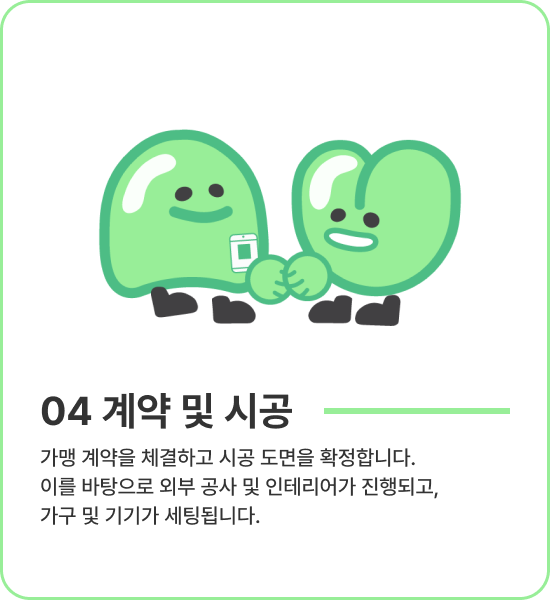 04 계약 및 시공
가맹 계약을 체결하고 시공 도면을 확정합니다.
이를 바탕으로 외부 공사 및 인테리어가 진행되고,
가구 및 기기가 세팅됩니다.